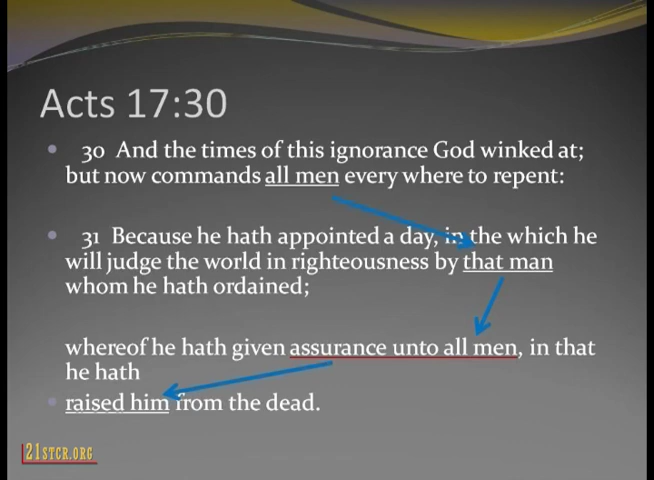 Acts 17:30
30 And the times of this ignorance God winked at;
but now commands all men every where to repent:
31 Because he hath appointed a day, in the which he
will judge the world in righteousness by that man
whom he hath ordained;
whereof he hath given assurance unto all men, in that
he hath
raised him from the dead.
21STCR.ORG